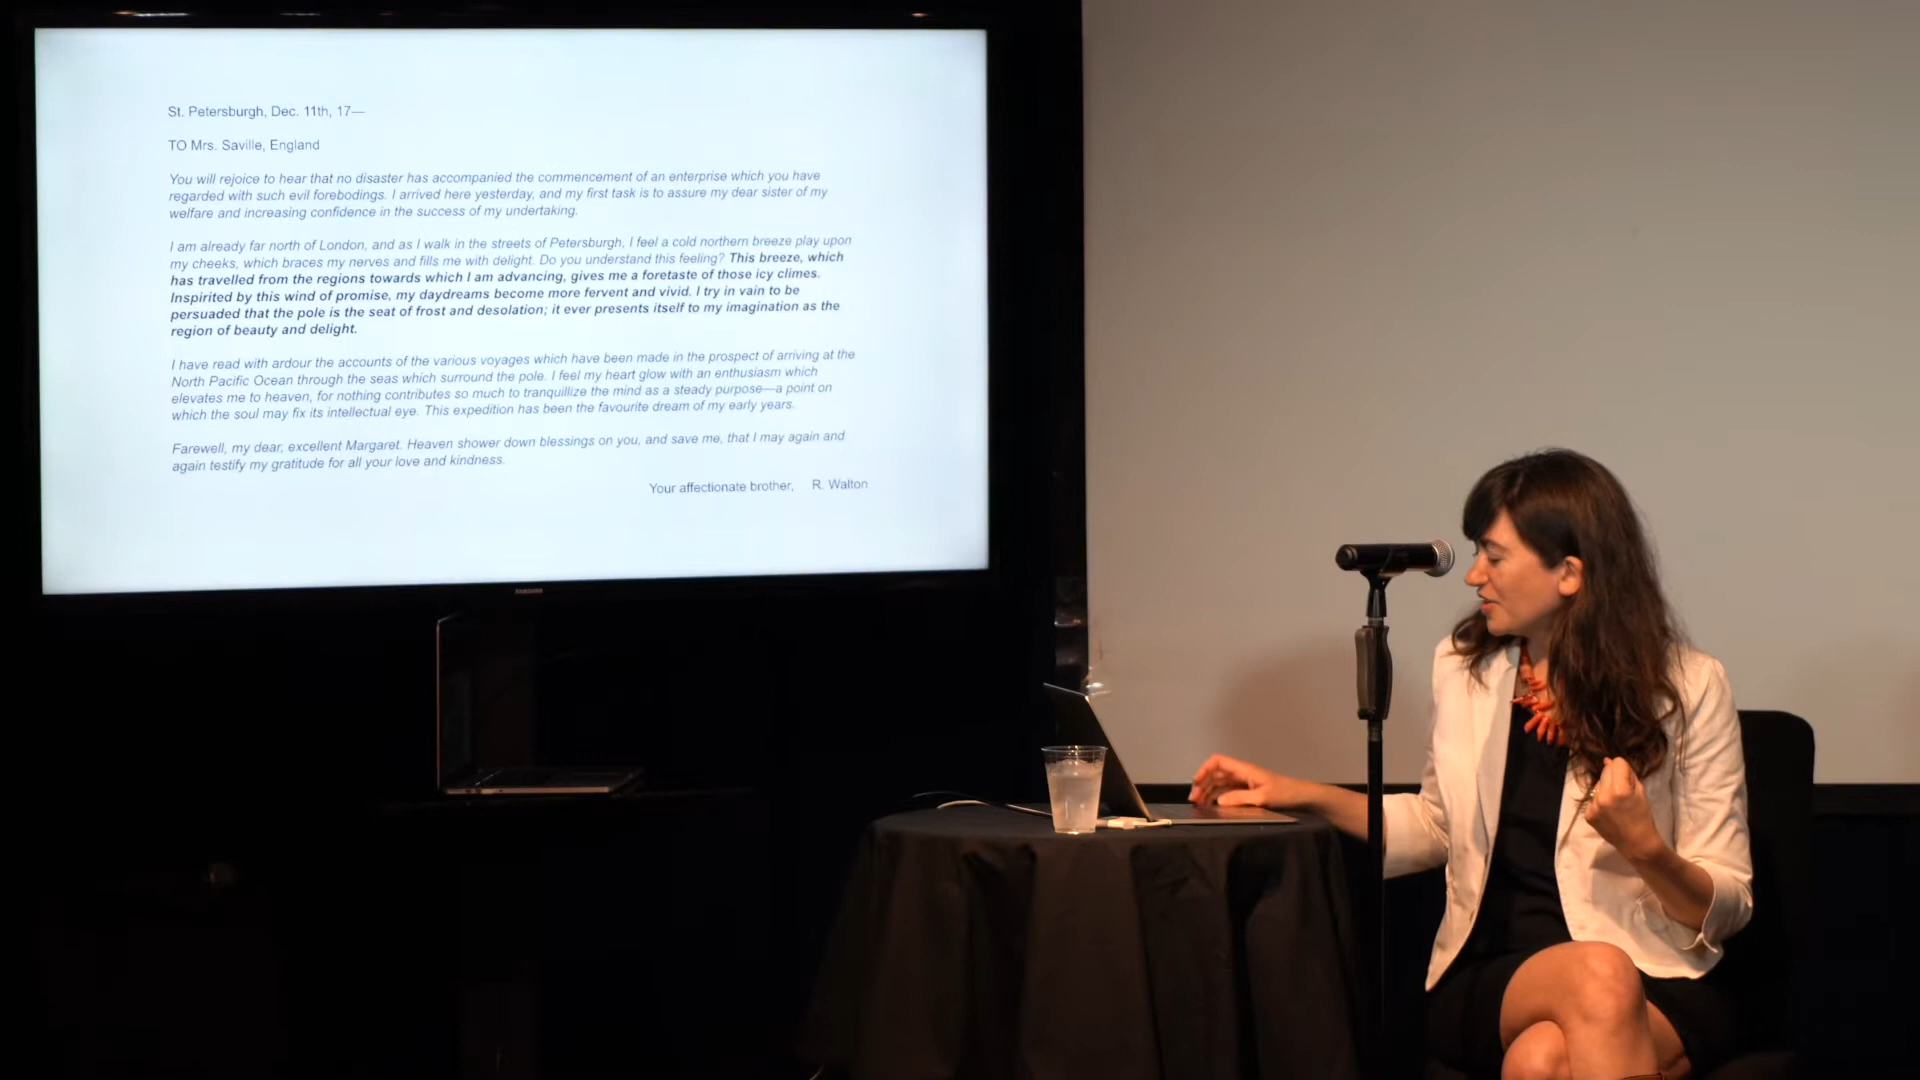 St. Petersburgh, Dec. 11th, 17—
TO Mrs. Saville, England
You will rejoice to hear that no disaster has accompanied the commencement of an enterprise which you have
regarded with such evil forebodings. I arrived here yesterday, and my first task is to assure my dear sister of my
welfare and increasing confidence in the success of my undertaking.
I am already far north of London, and as I walk in the streets of Petersburgh, I feel a cold northern breeze play upon
my cheeks, which braces my nerves and fills me with delight. Do you understand this feeling? This breeze, which
has travelled from the regions towards which I am advancing, gives me a foretaste of those icy climes.
Inspirited by this wind of promise, my daydreams become more fervent and vivid. I try in vain to be
persuaded that the pole is the seat of frost and desolation; it ever presents itself to my imagination as the
region of beauty and delight.
I have read with ardour the accounts of the various voyages which have been made in the prospect of arriving at the
North Pacific Ocean through the seas which surround the pole. I feel my heart glow with an enthusiasm which
elevates me to heaven, for nothing contributes so much to tranquillize the mind as a steady purpose—a point on
which the soul may fix its intellectual eye. This expedition has been the favourite dream of my early years.
Farewell, my dear, excellent Margaret. Heaven shower down blessings on you, and save me, that I may again and
again testify my gratitude for all your love and kindness.
Your affectionate brother, R. Walton
SAMSUNG